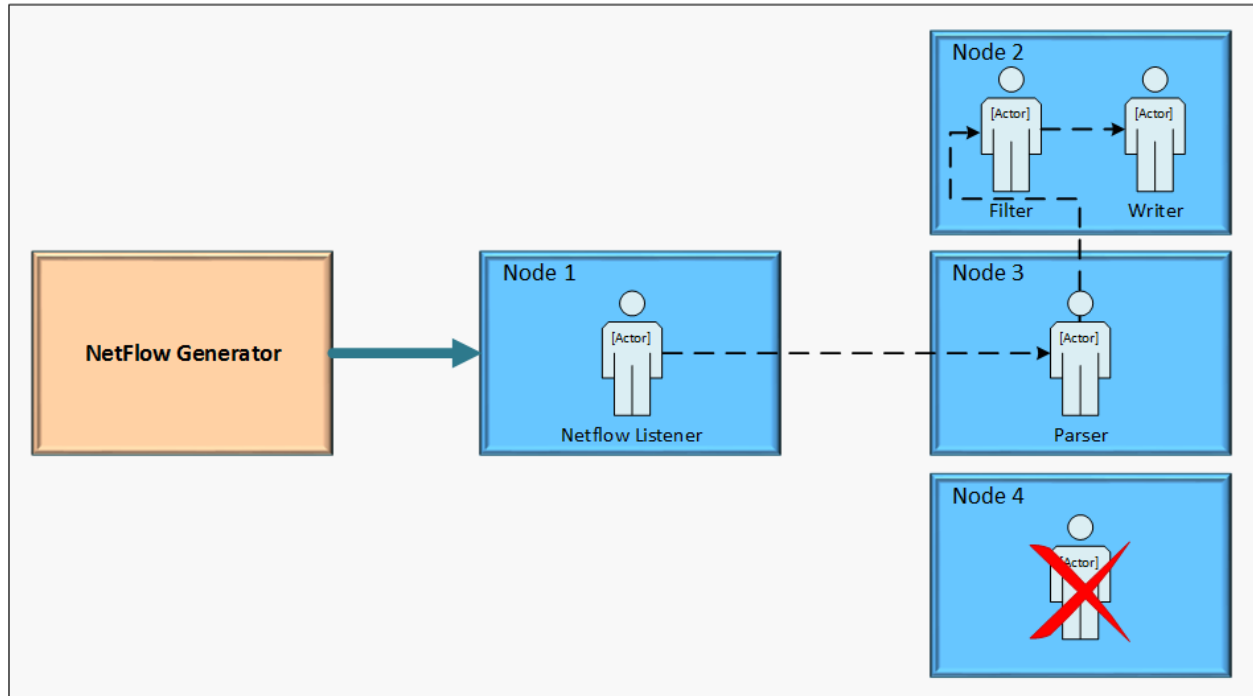 Node 2
[Actor]
[Actor]
Filter
Writer
NetFlow Generator
Node 1
[Actor]
Netflow Listener
Node 3
[Actor]
Parser
Node 4
[Actor]